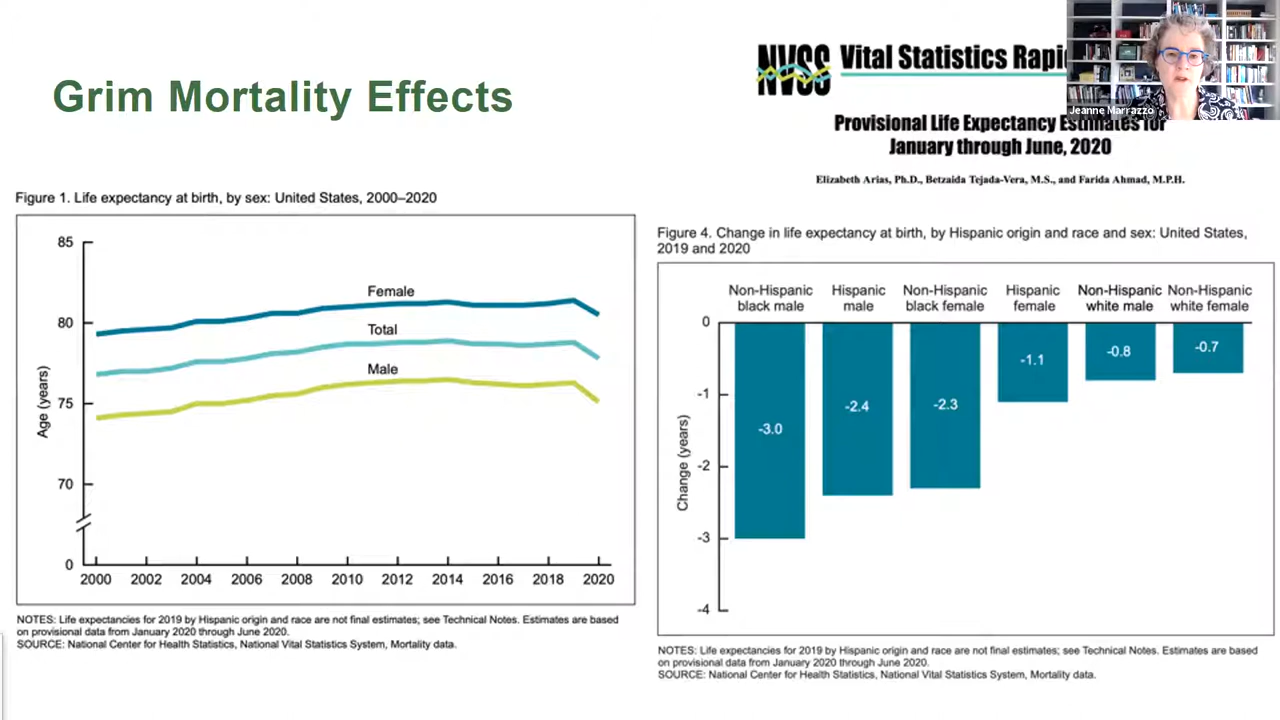 Grim Mortality Effects
NVSS Vital Statistics
Jeanne Marrazzo
Provisional Life Expectancy Estimates for
January through June, 2020
Elizabeth Arias, Ph.D., Betzaida Tejada-Vera, M.S., and Farida Ahmad, M.P.H.
Figure 1. Life expectancy at birth, by sex: United States, 2000–2020
85
80
75
70
0
Age (years)
Female
Total
Male
2000 2002 2004 2006 2008 2010 2012 2014 2016 2018 2020
NOTES: Life expectancies for 2019 by Hispanic origin and race are not final estimates; see Technical Notes. Estimates are based
on provisional data from January 2020 through June 2020.
SOURCE: National Center for Health Statistics, National Vital Statistics System, Mortality data.
Figure 4. Change in life expectancy at birth, by Hispanic origin and race and sex: United States,
2019 and 2020
Non-Hispanic Hispanic Non-Hispanic Hispanic Non-Hispanic Non-Hispanic
black male male black female female white male white female
0
-1
-2
-3
-4
Change (years)
-3.0 -2.4 -2.3 -1.1 -0.8 -0.7
NOTES: Life expectancies for 2019 by Hispanic origin and race are not final estimates; see Technical Notes. Estimates are based
on provisional data from January 2020 through June 2020.
SOURCE: National Center for Health Statistics, National Vital Statistics System, Mortality data.